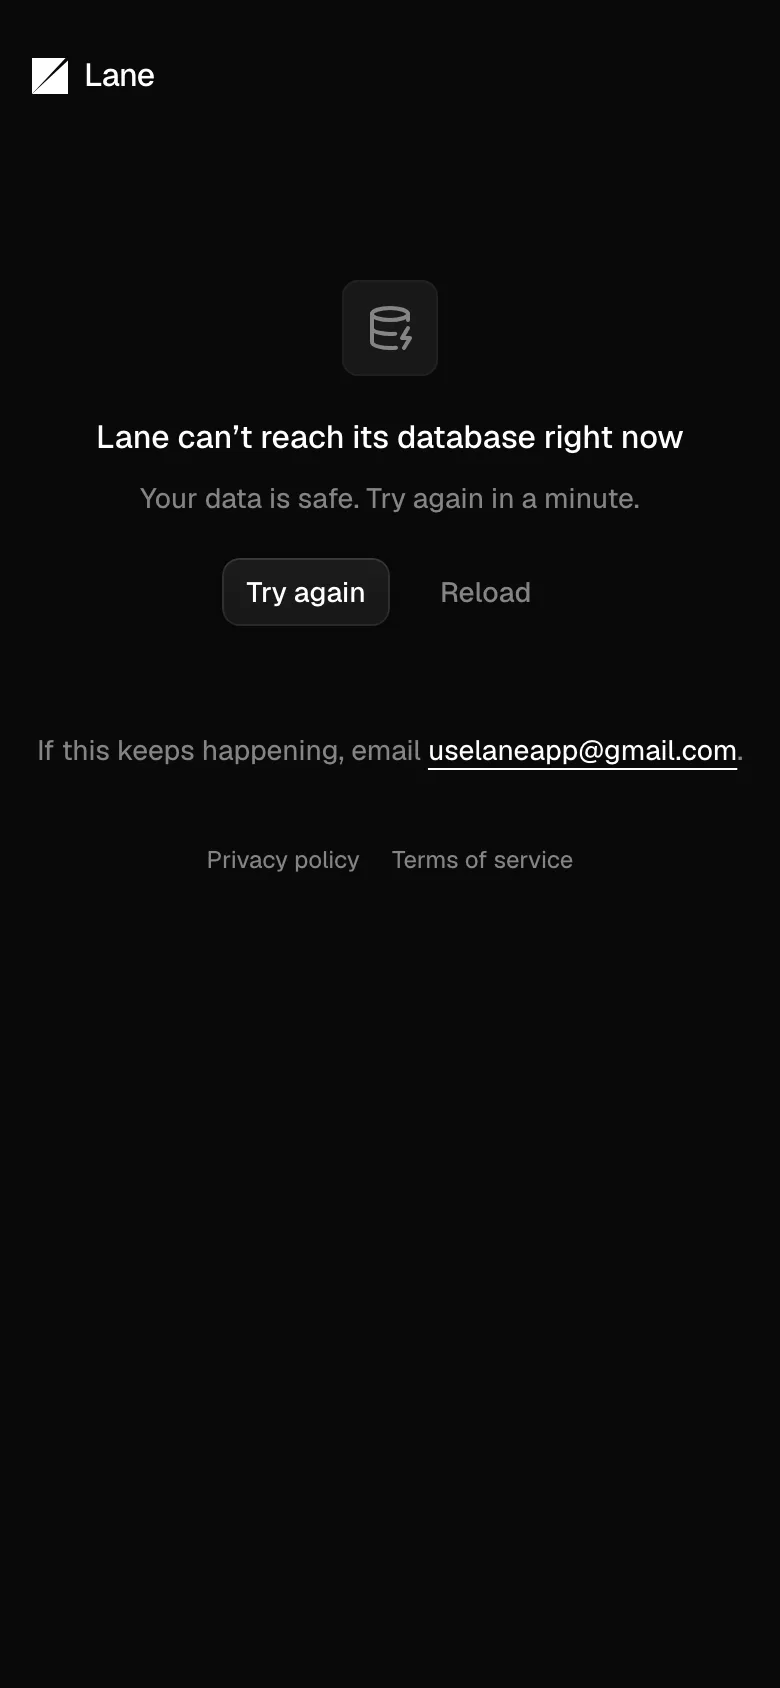 Lane
Lane can’t reach its database right now
Your data is safe. Try again in a minute.
Try again
Reload
If this keeps happening, email uselaneapp@gmail.com.
Privacy policy
Terms of service